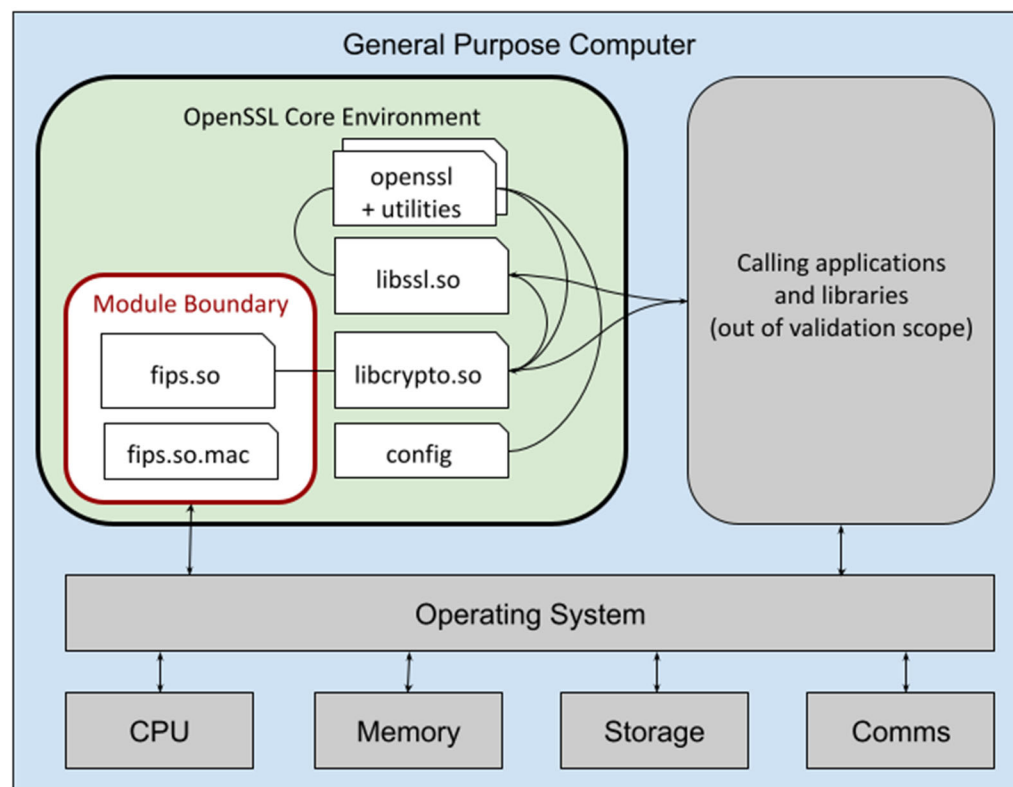 General Purpose Computer
OpenSSL Core Environment
openssl
+ utilities
libssl.so
Module Boundary
fips.so
libcrypto.so
fips.so.mac
config
Calling applications
and libraries
(out of validation scope)
Operating System
CPU
Memory
Storage
Comms